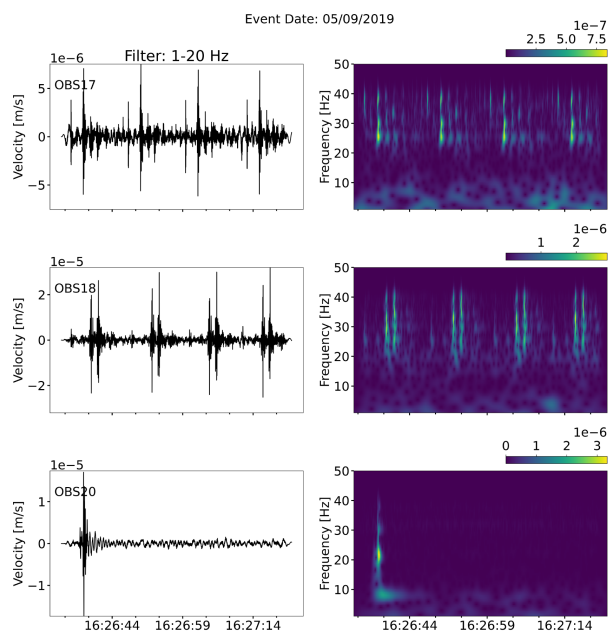 Event Date: 05/09/2019
1e−7
2.5 5.0 7.5
1e−6
Filter: 1-20 Hz
OBS17
Velocity [m/s]
5
0
−5
Frequency [Hz]
50
40
30
20
10
1e−6
1 2
1e−5
OBS18
Velocity [m/s]
2
0
−2
Frequency [Hz]
50
40
30
20
10
1e−6
0 1 2 3
1e−5
OBS20
Velocity [m/s]
1
0
−1
Frequency [Hz]
50
40
30
20
10
16:26:44 16:26:59 16:27:14
16:26:44 16:26:59 16:27:14